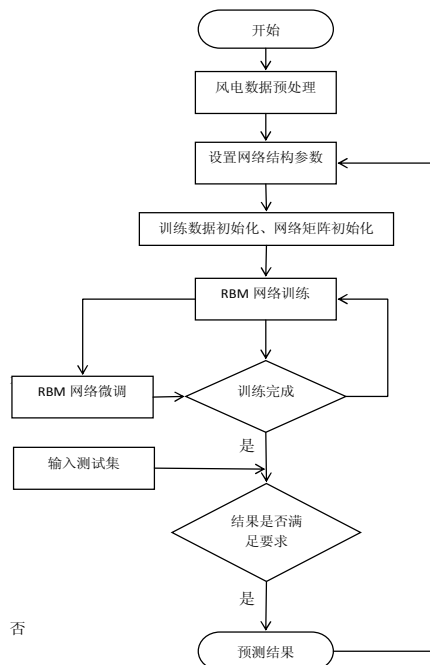 开始
风电数据预处理
设置网络结构参数
训练数据初始化、网络矩阵初始化
RBM 网络训练
RBM 网络微调
训练完成
是
输入测试集
结果是否满
足要求
是
否
预测结果